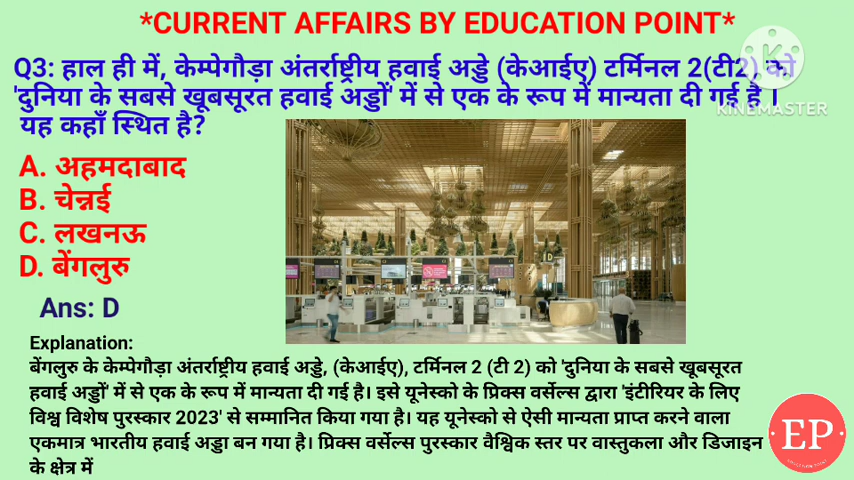 *CURRENT AFFAIRS BY EDUCATION POINT*
Q3: हाल ही में, केम्पेगौड़ा अंतर्राष्ट्रीय हवाई अड्डे (केआईए) टर्मिनल 2(टी2) को
'दुनिया के सबसे खूबसूरत हवाई अड्डों' में से एक के रूप में मान्यता दी गई है |
यह कहाँ स्थित है?
KINEMASTER
A. अहमदाबाद
B. चेन्नई
C. लखनऊ
D. बेंगलुरु
D
Ans: D
Explanation:
बेंगलुरु के केम्पेगौड़ा अंतर्राष्ट्रीय हवाई अड्डे, (केआईए), टर्मिनल 2 (टी 2) को 'दुनिया के सबसे खूबसूरत
हवाई अड्डों' में से एक के रूप में मान्यता दी गई है। इसे यूनेस्को के प्रिक्स वर्सेल्स द्वारा 'इंटीरियर के लिए
विश्व विशेष पुरस्कार 2023' से सम्मानित किया गया है। यह यूनेस्को से ऐसी मान्यता प्राप्त करने वाला
एकमात्र भारतीय हवाई अड्डा बन गया है। प्रिक्स वर्सेल्स पुरस्कार वैश्विक स्तर पर वास्तुकला और डिजाइन
के क्षेत्र में
EP
EDUCATION POINT